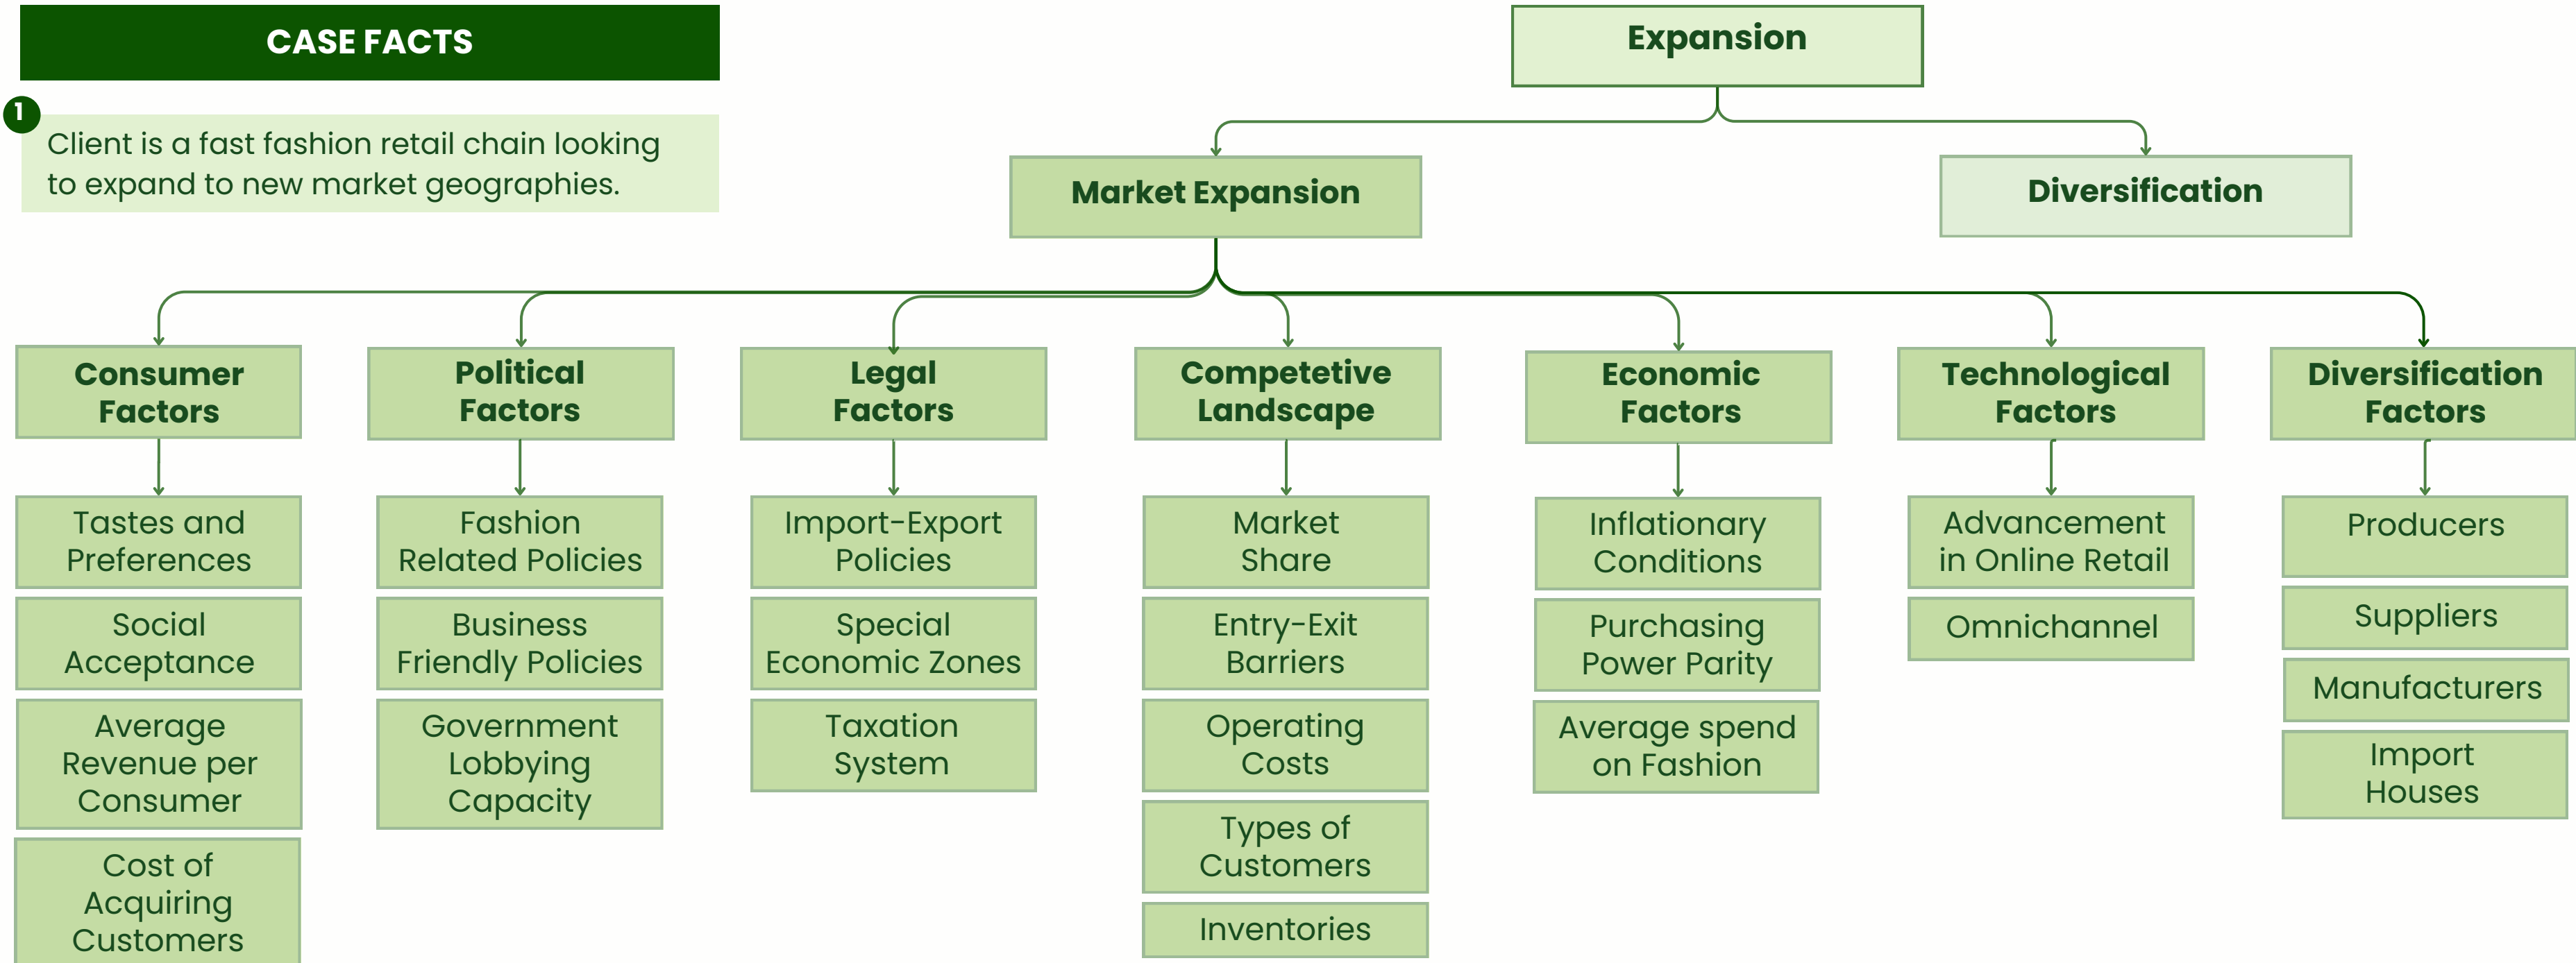 CASE FACTS
1
Client is a fast fashion retail chain looking
to expand to new market geographies.
Expansion
Market Expansion
Diversification
Consumer
Factors
Tastes and
Preferences
Social
Acceptance
Average
Revenue per
Consumer
Cost of
Acquiring
Customers
Political
Factors
Fashion
Related Policies
Business
Friendly Policies
Government
Lobbying
Capacity
Legal
Factors
Import-Export
Policies
Special
Economic Zones
Taxation
System
Competetive
Landscape
Market
Share
Entry-Exit
Barriers
Operating
Costs
Types of
Customers
Inventories
Economic
Factors
Inflationary
Conditions
Purchasing
Power Parity
Average spend
on Fashion
Technological
Factors
Advancement
in Online Retail
Omnichannel
Diversification
Factors
Producers
Suppliers
Manufacturers
Import
Houses